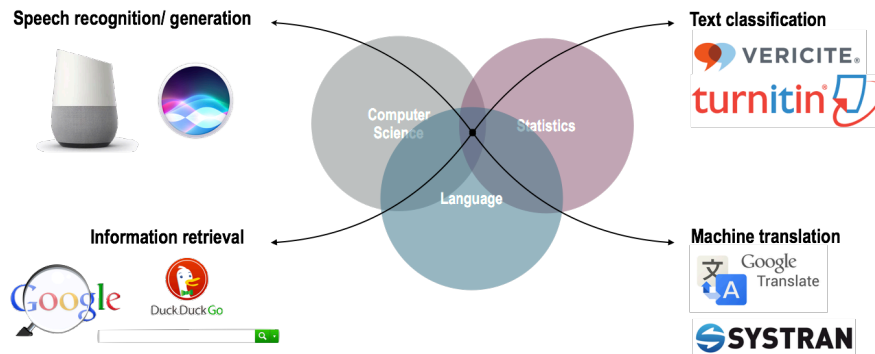 Speech recognition/ generation
Text classification
VERICITE®
turnitin®
Computer
Science
Statistics
Language
Information retrieval
Google
DuckDuckGo
Machine translation
文
A
Google
Translate
SYSTRAN